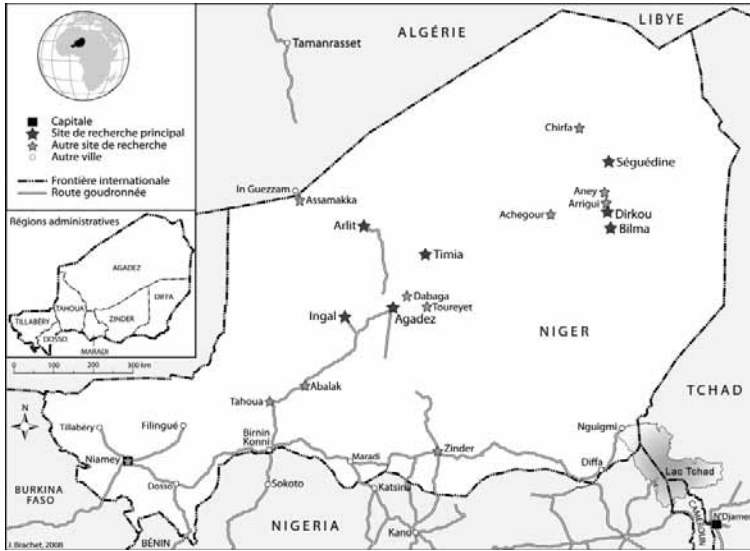 ALGÉRIE
LIBYE
Tamanrasset
Capitale
Site de recherche principal
Autre site de recherche
Autre ville
Frontière internationale
Route goudronnée
Chirfa
Séguédine
Aney
Arrigui
Dirkou
Achegour
Bilma
In Guezzam
Assamakka
Arlit
Timia
Dabaga
Toureyet
Ingal
Agadez
NIGER
TCHAD
Régions administratives
AGADEZ
DIFFA
TAHOUA
TILLABÉRY
ZINDER
DOSSO
MARADI
0 100 200 300 km
N
Abalak
Tahoua
Tillabéry
Filingué
Birnin
Konni
Niamey
Dosso
Maradi
Zinder
Nguigmi
Diffa
Lac Tchad
BURKINA
FASO
Sokoto
Katsina
Kano
NIGERIA
BÉNIN
CAMEROUN
N'Djamena
J. Brachet, 2008